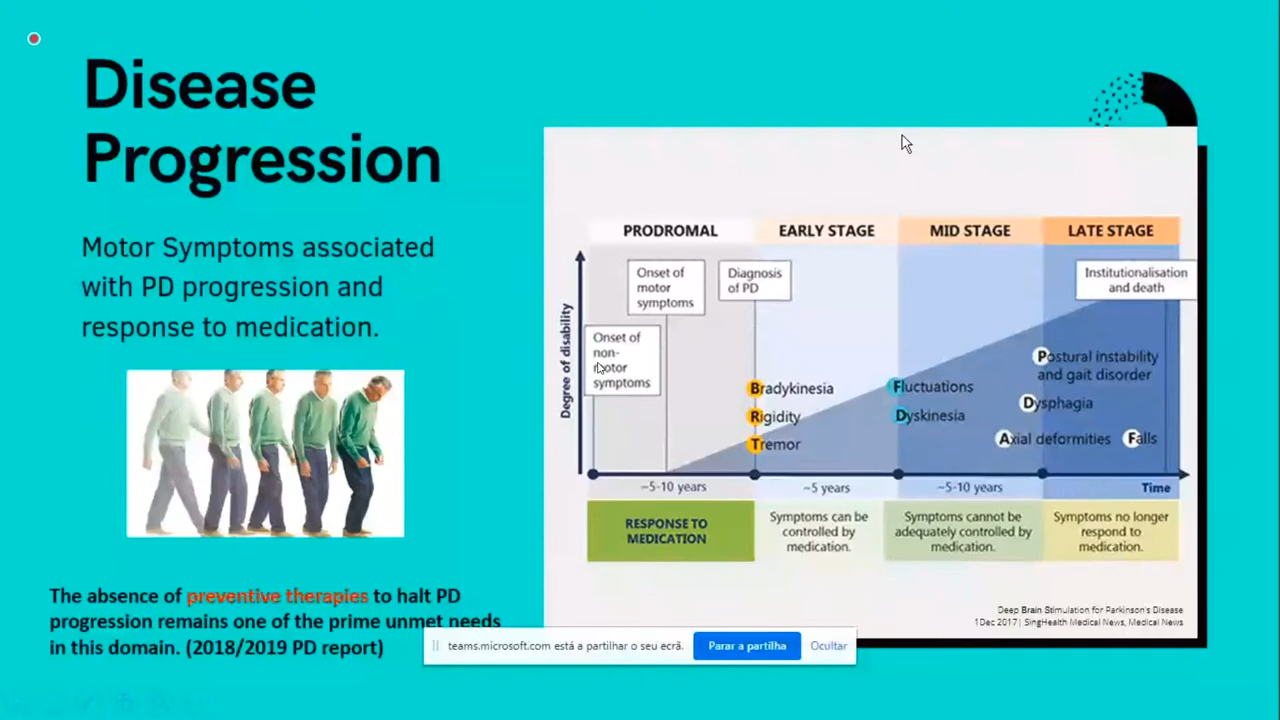 Disease
Progression
Motor Symptoms associated
with PD progression and
response to medication.
The absence of preventive therapies to halt PD
progression remains one of the prime unmet needs
in this domain. (2018/2019 PD report)
PRODROMAL
EARLY STAGE
MID STAGE
LATE STAGE
Degree of disability
Onset of
non-
motor
symptoms
Onset of
motor
symptoms
Diagnosis
of PD
Institutionalisation
and death
Bradykinesia
Rigidity
Tremor
Fluctuations
Dyskinesia
Postural instability
and gait disorder
Dysphagia
Axial deformities
Falls
~5-10 years
~5 years
~5-10 years
Time
RESPONSE TO
MEDICATION
Symptoms can be
controlled by
medication.
Symptoms cannot be
adequately controlled by
medication.
Symptoms no longer
respond to
medication.
Deep Brain Stimulation for Parkinson's Disease
1Dec 2017| SingHealth Medical News, Medical News
teams.microsoft.com está a partilhar o seu ecrã.
Parar a partilha
Ocultar